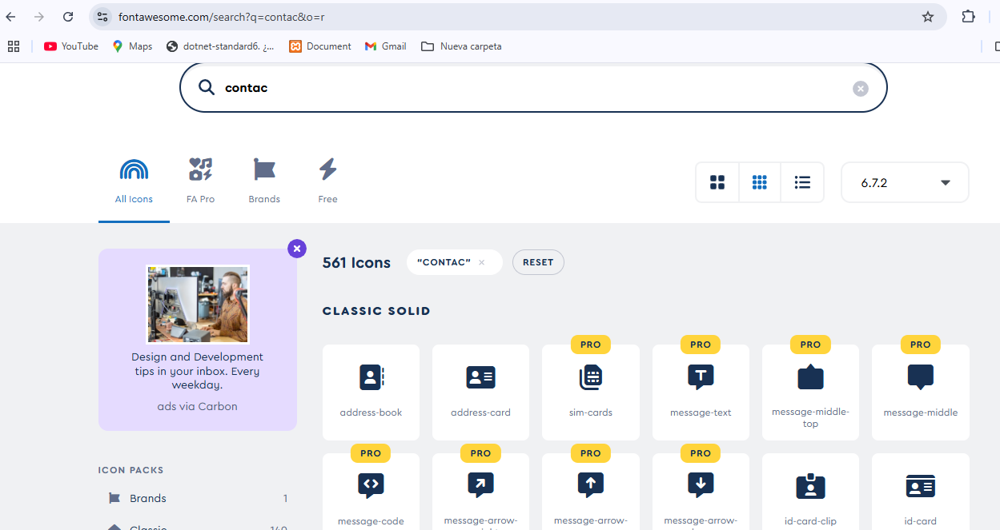 fontawesome.com/search?q=contac&o=r
YouTube
Maps
dotnet-standard6, ¿...
Document
Gmail
Nueva carpeta
contac
All Icons
FA Pro
Brands
Free
6.7.2
Design and Development
tips in your inbox. Every
weekday.
ads via Carbon
561 Icons
"CONTAC" ×
RESET
CLASSIC SOLID
address-book
address-card
PRO
sim-cards
PRO
T
message-text
PRO
message-middle-
top
PRO
message-middle
ICON PACKS
Brands 1
Classic 140
PRO
message-code
PRO
message-arrow-
PRO
message-arrow-
PRO
message-arrow-
id-card-clip
id-card